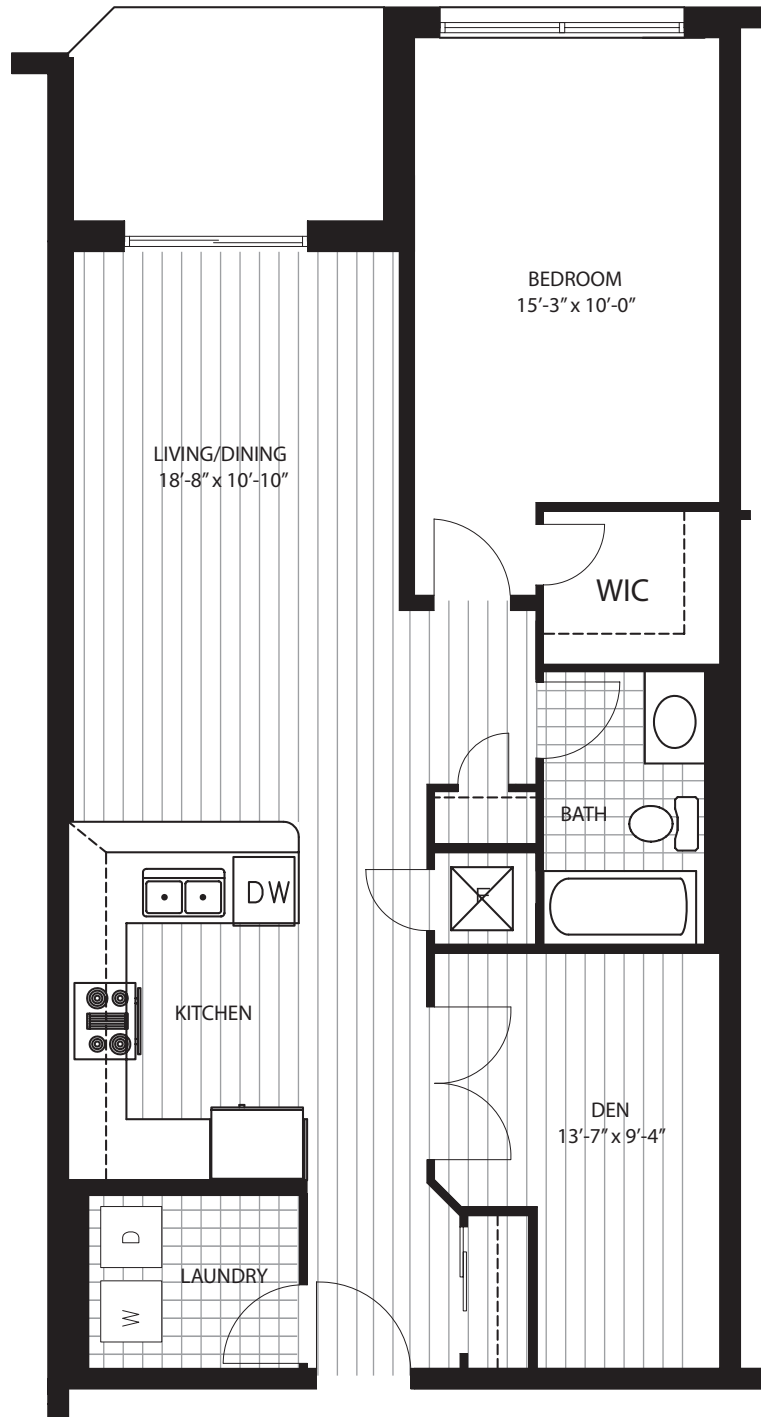 BEDROOM
15’-3” x 10’-0”
LIVING/DINING
18’-8” x 10’-10”
WIC
BATH
DW
F
KITCHEN
DEN
13’-7” x 9’-4”
D
LAUNDRY
W